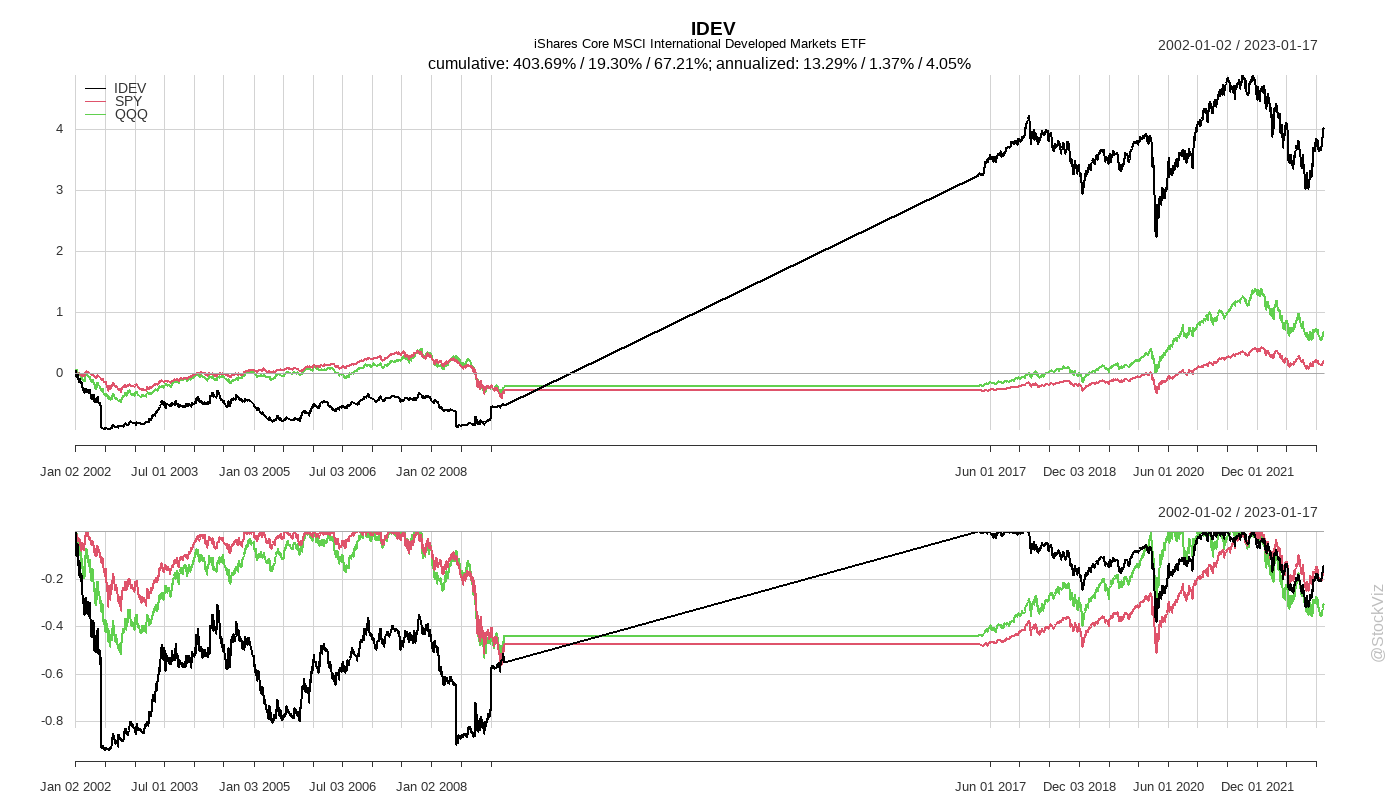 IDEV
iShares Core MSCI International Developed Markets ETF
2002-01-02 / 2023-01-17
cumulative: 403.69% / 19.30% / 67.21%; annualized: 13.29% / 1.37% / 4.05%
IDEV
SPY
QQQ
4
3
2
1
0
Jan 02 2002 Jul 01 2003 Jan 03 2005 Jul 03 2006 Jan 02 2008 Jun 01 2017 Dec 03 2018 Jun 01 2020 Dec 01 2021
2002-01-02 / 2023-01-17
-0.2
-0.4
-0.6
-0.8
Jan 02 2002 Jul 01 2003 Jan 03 2005 Jul 03 2006 Jan 02 2008 Jun 01 2017 Dec 03 2018 Jun 01 2020 Dec 01 2021
@StockViz